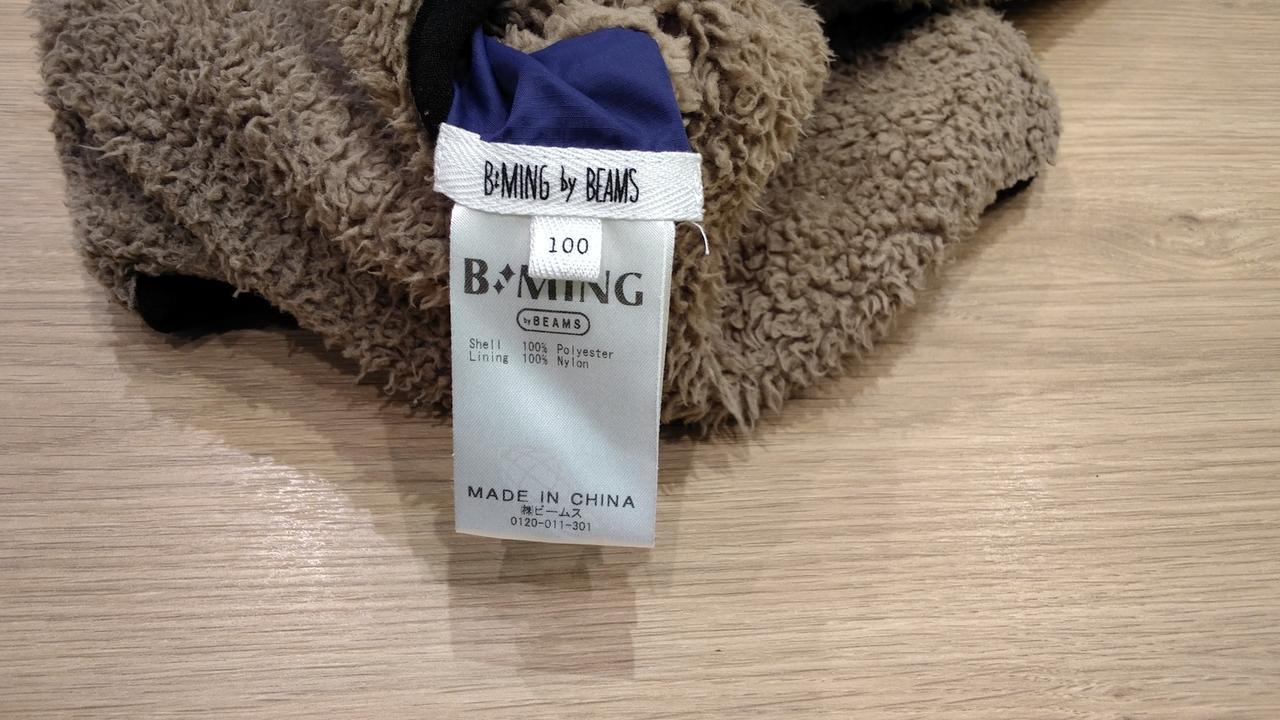 B:MING by BEAMS
100
B:MING
by BEAMS
Shell 100% Polyester
Lining 100% Nylon
MADE IN CHINA
㈱ビームス
0120-011-301